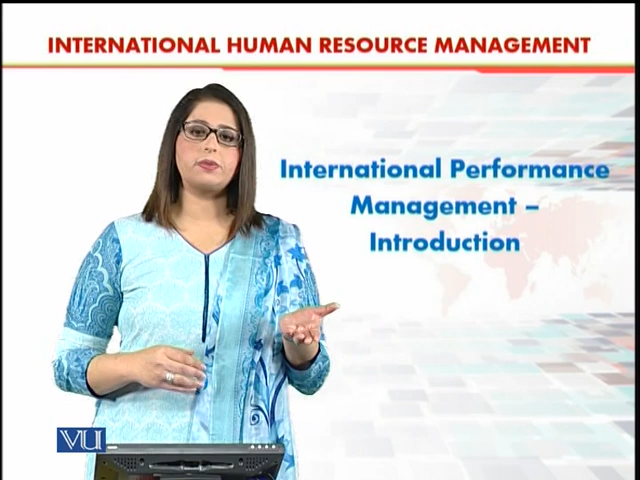 INTERNATIONAL HUMAN RESOURCE MANAGEMENT
International Performance
Management –
Introduction
VU